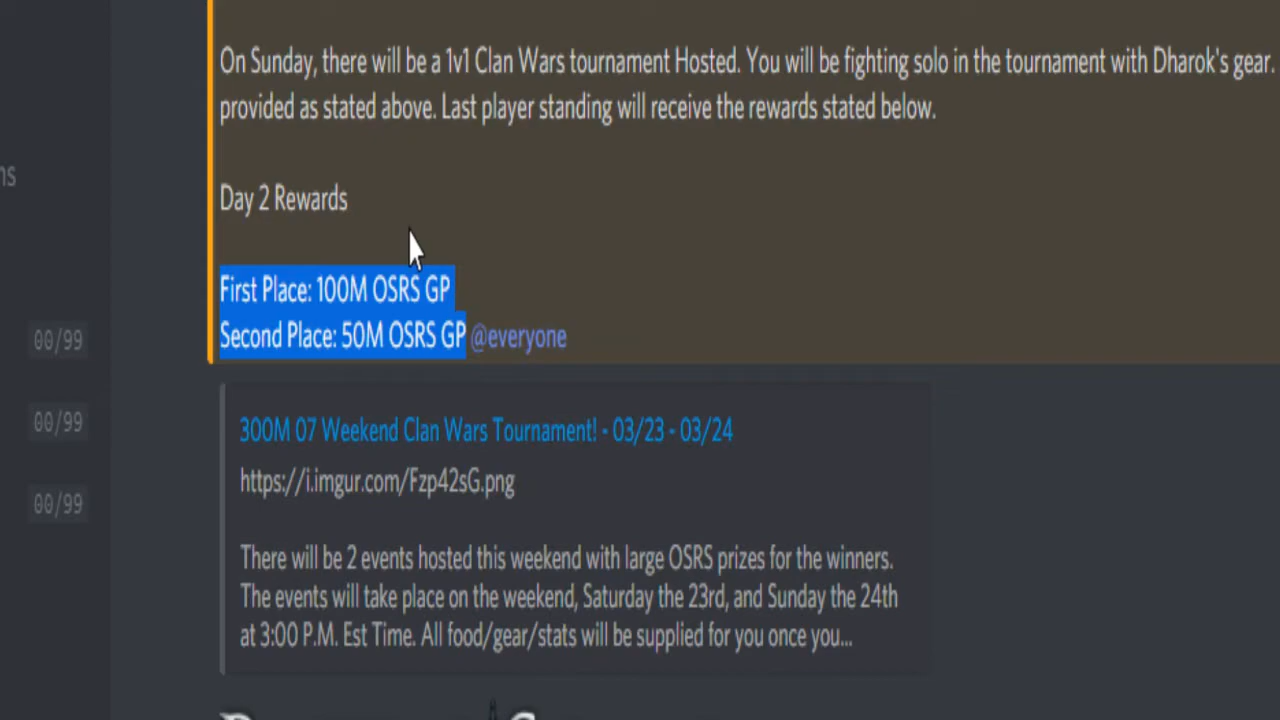 On Sunday, there will be a 1v1 Clan Wars tournament Hosted. You will be fighting solo in the tournament with Dharok's gear.
provided as stated above. Last player standing will receive the rewards stated below.
ns
Day 2 Rewards
First Place: 100M OSRS GP
Second Place: 50M OSRS GP @everyone
00/99
300M 07 Weekend Clan Wars Tournament! - 03/23 - 03/24
00/99
https://i.imgur.com/Fzp42sG.png
00/99
There will be 2 events hosted this weekend with large OSRS prizes for the winners.
The events will take place on the weekend, Saturday the 23rd, and Sunday the 24th
at 3:00 P.M. Est Time. All food/gear/stats will be supplied for you once you...